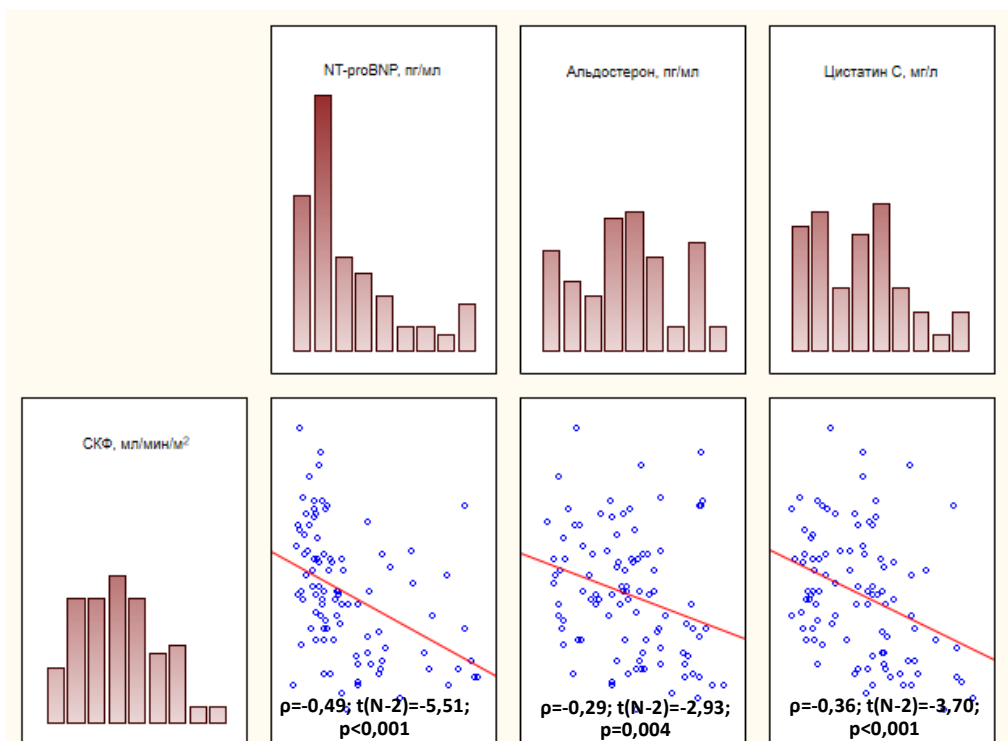 NT-proBNP, пг/мл
Альдостерон, пг/мл
Цистатин С, мг/л
СКФ, мл/мин/м²
ρ=-0,49; t(N-2)=-5,51;
p<0,001
ρ=-0,29; t(N-2)=-2,93;
p=0,004
ρ=-0,36; t(N-2)=-3,70;
p<0,001